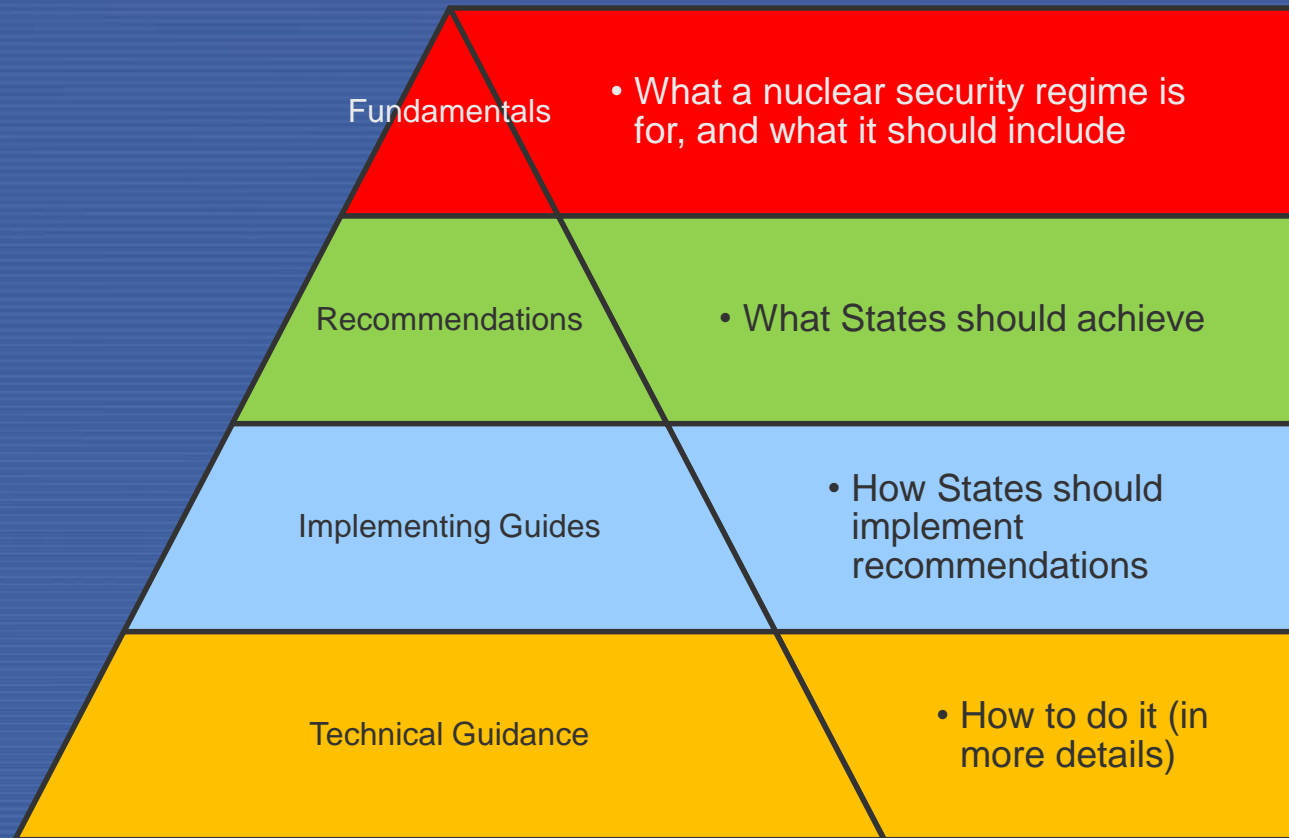 Fundamentals
• What a nuclear security regime is
for, and what it should include
Recommendations
• What States should achieve
Implementing Guides
• How States should
implement
recommendations
Technical Guidance
• How to do it (in
more details)